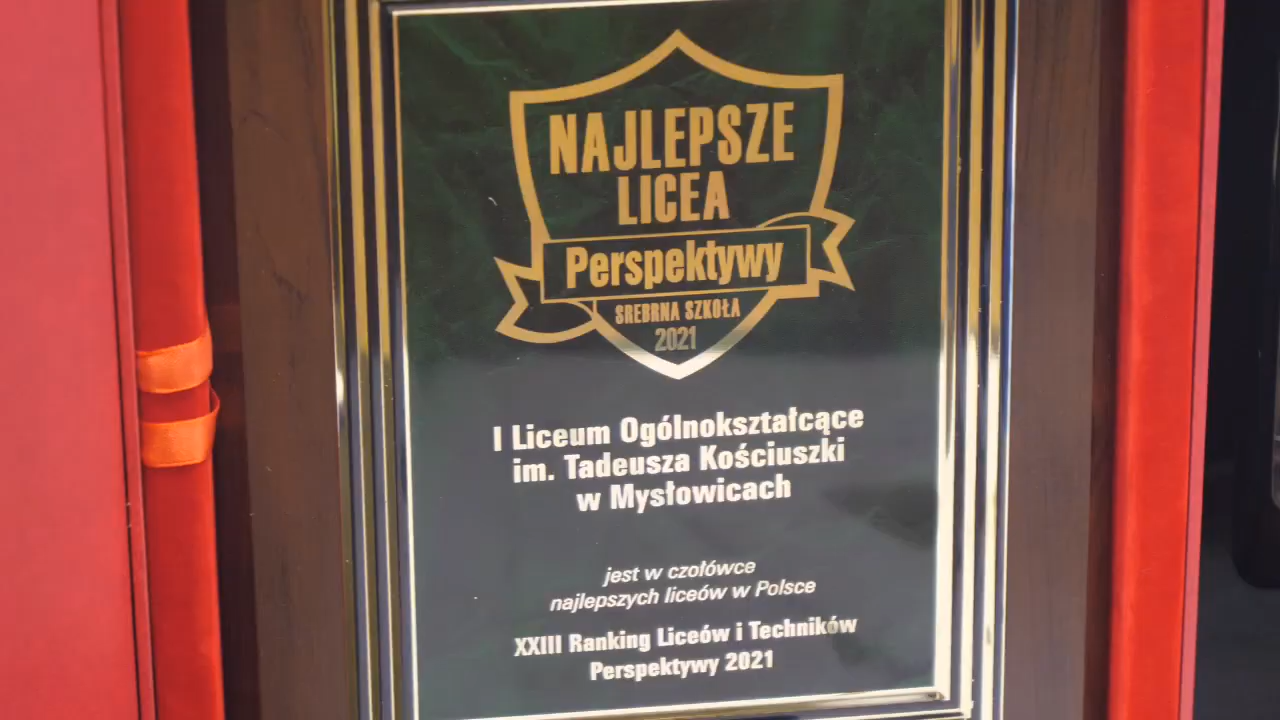 NAJLEPSZE
LICEA
Perspektywy
SREBRNA SZKOŁA
2021
I Liceum Ogólnokształcące
im. Tadeusza Kościuszki
w Mysłowicach
jest w czołówce
najlepszych liceów w Polsce
XXIII Ranking Liceów i Techników
Perspektywy 2021